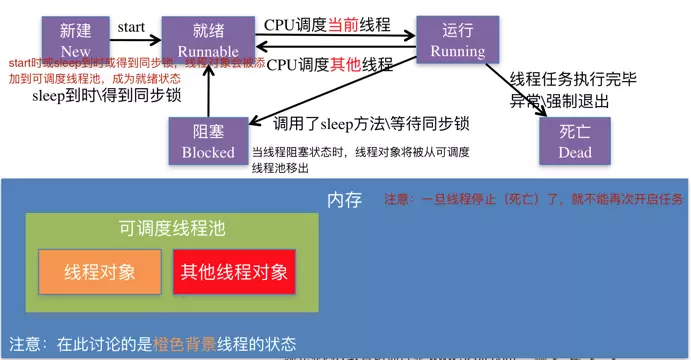 新建
New
start
就绪
Runnable
CPU调度当前线程
CPU调度其他线程
运行
Running
start时或sleep到时或得到同步锁，线程对象会被添
加到可调度线程池，成为就绪状态
sleep到时\得到同步锁
线程任务执行完毕
异常\强制退出
调用了sleep方法\等待同步锁
阻塞
Blocked
当线程阻塞状态时，线程对象将被从可调度
线程池移出
死亡
Dead
内存
注意：一旦线程停止（死亡）了，就不能再次开启任务
可调度线程池
线程对象
其他线程对象
注意：在此讨论的是橙色背景线程的状态